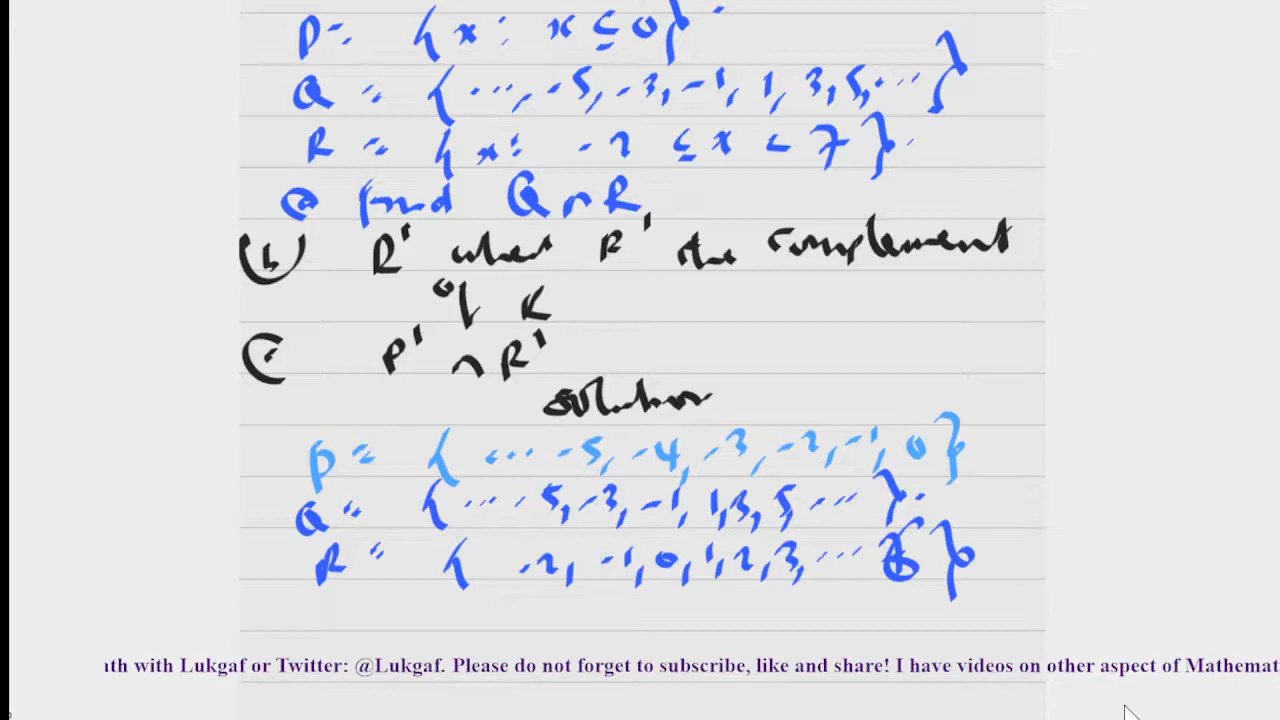 P = {x : x ≤ 0}.
Q = {..., -5, -3, -1, 1, 3, 5, ...}
R = {x : -2 ≤ x < 7}.
(a) find Q ∩ R
(b) R' where R' the complement
of R
(c) P' ∩ R'
solution
P = {... -5, -4, -3, -2, -1, 0}
Q = {... 5, -3, -1, 1, 3, 5, ...}.
R = {-2, -1, 0, 1, 2, 3, ... 6}
ath with Lukgaf or Twitter: @Lukgaf. Please do not forget to subscribe, like and share! I have videos on other aspect of Mathemat